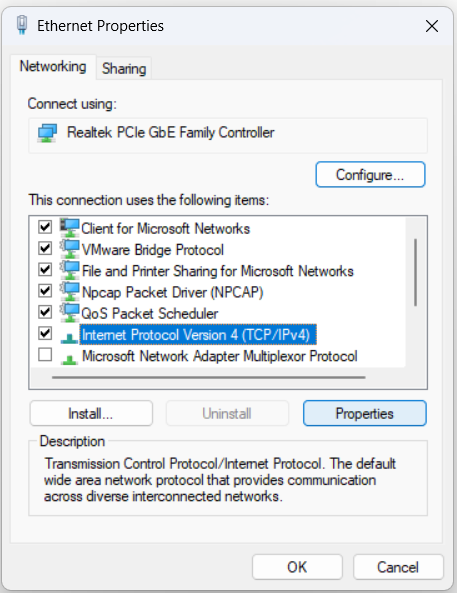 Ethernet Properties
Networking
Sharing
Connect using:
Realtek PCIe GbE Family Controller
Configure...
This connection uses the following items:
Client for Microsoft Networks
VMware Bridge Protocol
File and Printer Sharing for Microsoft Networks
Npcap Packet Driver (NPCAP)
QoS Packet Scheduler
Internet Protocol Version 4 (TCP/IPv4)
Microsoft Network Adapter Multiplexor Protocol
Install...
Uninstall
Properties
Description
Transmission Control Protocol/Internet Protocol. The default
wide area network protocol that provides communication
across diverse interconnected networks.
OK
Cancel